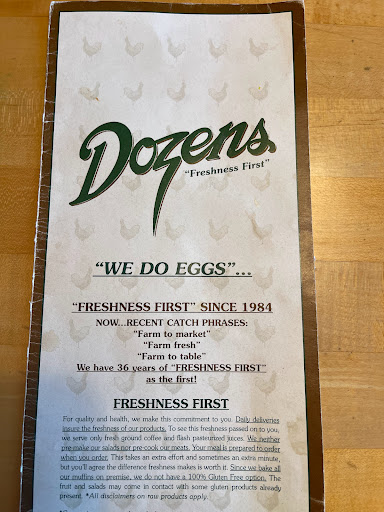 Dozens
"Freshness First"
"WE DO EGGS"...
"FRESHNESS FIRST" SINCE 1984
NOW...RECENT CATCH PHRASES:
"Farm to market"
"Farm fresh"
"Farm to table"
We have 36 years of "FRESHNESS FIRST"
as the first!
FRESHNESS FIRST
For quality and health, we make this commitment to you. Daily deliveries
insure the freshness of our products. To see this freshness passed on to you,
we serve only fresh ground coffee and flash pasteurized juices. We neither
pre make our salads nor pre-cook our meats. Your meal is prepared to order
when you order. This takes an extra effort and sometimes an extra minute,
but you'll agree the difference freshness makes is worth it. Since we bake all
our muffins on premise, we do not have a 100% Gluten Free option. The
fruit and salads may come in contact with some gluten products already
present. *All disclaimers on raw products apply.